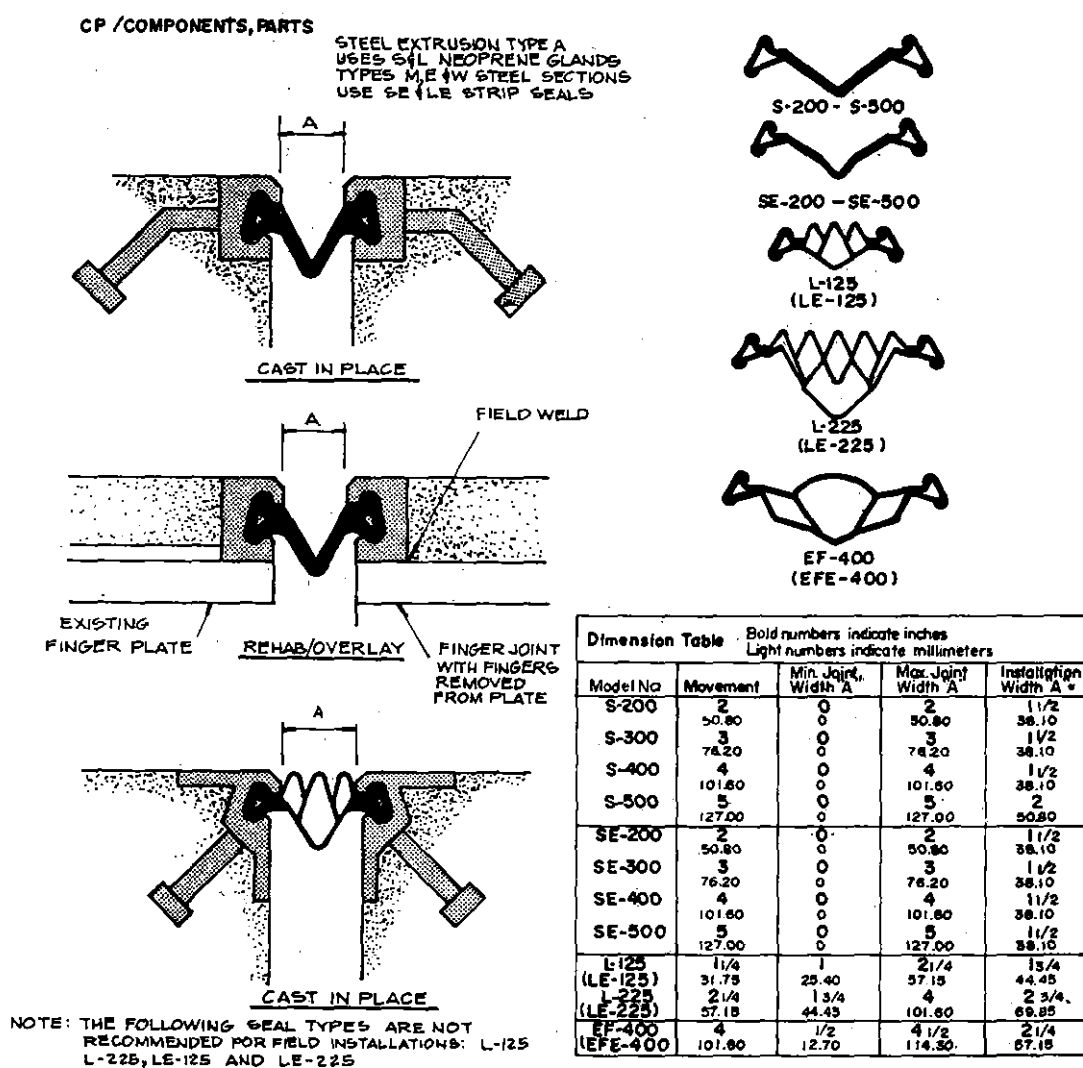 CP /COMPONENTS, PARTS
STEEL EXTRUSION TYPE A
USES S&L NEOPRENE GLANDS
TYPES M,E &W STEEL SECTIONS
USE SE & LE STRIP SEALS
A
CAST IN PLACE
A
FIELD WELD
EXISTING
FINGER PLATE
REHAB/OVERLAY
FINGER JOINT
WITH FINGERS
REMOVED
FROM PLATE
A
CAST IN PLACE
NOTE: THE FOLLOWING SEAL TYPES ARE NOT
RECOMMENDED FOR FIELD INSTALLATIONS: L-125
L-225, LE-125 AND LE-225
S-200 - S-500
SE-200 - SE-500
L-125
(LE-125)
L-225
(LE-225)
EF-400
(EFE-400)
Dimension Table Bold numbers indicate inches
Light numbers indicate millimeters
Model No Movement Min. Joint Width "A" Max. Joint Width "A" Installation Width "A" *
S-200 2 0 2 1 1/2
50.80 0 50.80 38.10
S-300 3 0 3 1 1/2
76.20 0 76.20 38.10
S-400 4 0 4 1 1/2
101.60 0 101.60 38.10
S-500 5 0 5 2
127.00 0 127.00 50.80
SE-200 2 0 2 1 1/2
50.80 0 50.80 38.10
SE-300 3 0 3 1 1/2
76.20 0 76.20 38.10
SE-400 4 0 4 1 1/2
101.60 0 101.60 38.10
SE-500 5 0 5 1 1/2
127.00 0 127.00 38.10
L-125 1 1/4 1 2 1/4 1 3/4
(LE-125) 31.75 25.40 57.15 44.45
L-225 2 1/4 1 3/4 4 2 3/4
(LE-225) 57.15 44.45 101.60 69.85
EF-400 4 1/2 4 1/2 2 1/4
(EFE-400 101.60 12.70 114.30 57.15